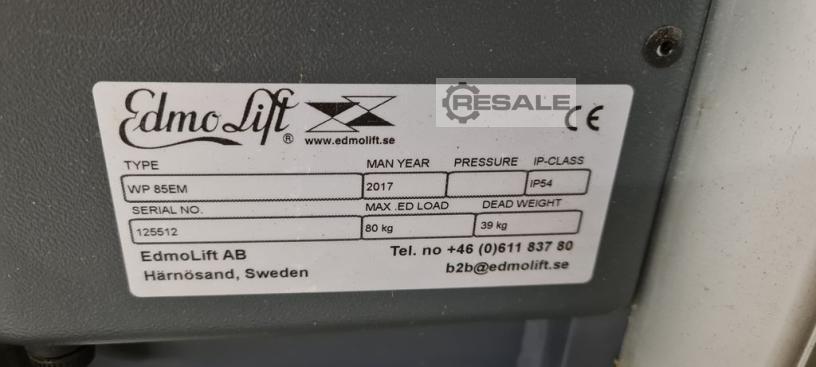 Edmo Lift ®
www.edmolift.se
RESALE
CE
TYPE MAN YEAR PRESSURE IP-CLASS
WP 85EM 2017 IP54
SERIAL NO. MAX .ED LOAD DEAD WEIGHT
125512 80 kg 39 kg
EdmoLift AB Tel. no +46 (0)611 837 80
Härnösand, Sweden b2b@edmolift.se